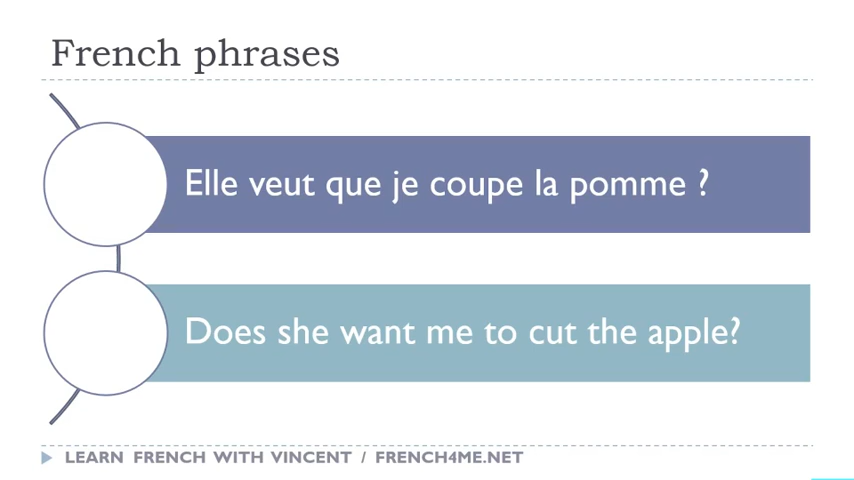 French phrases
Elle veut que je coupe la pomme ?
Does she want me to cut the apple?
LEARN FRENCH WITH VINCENT / FRENCH4ME.NET